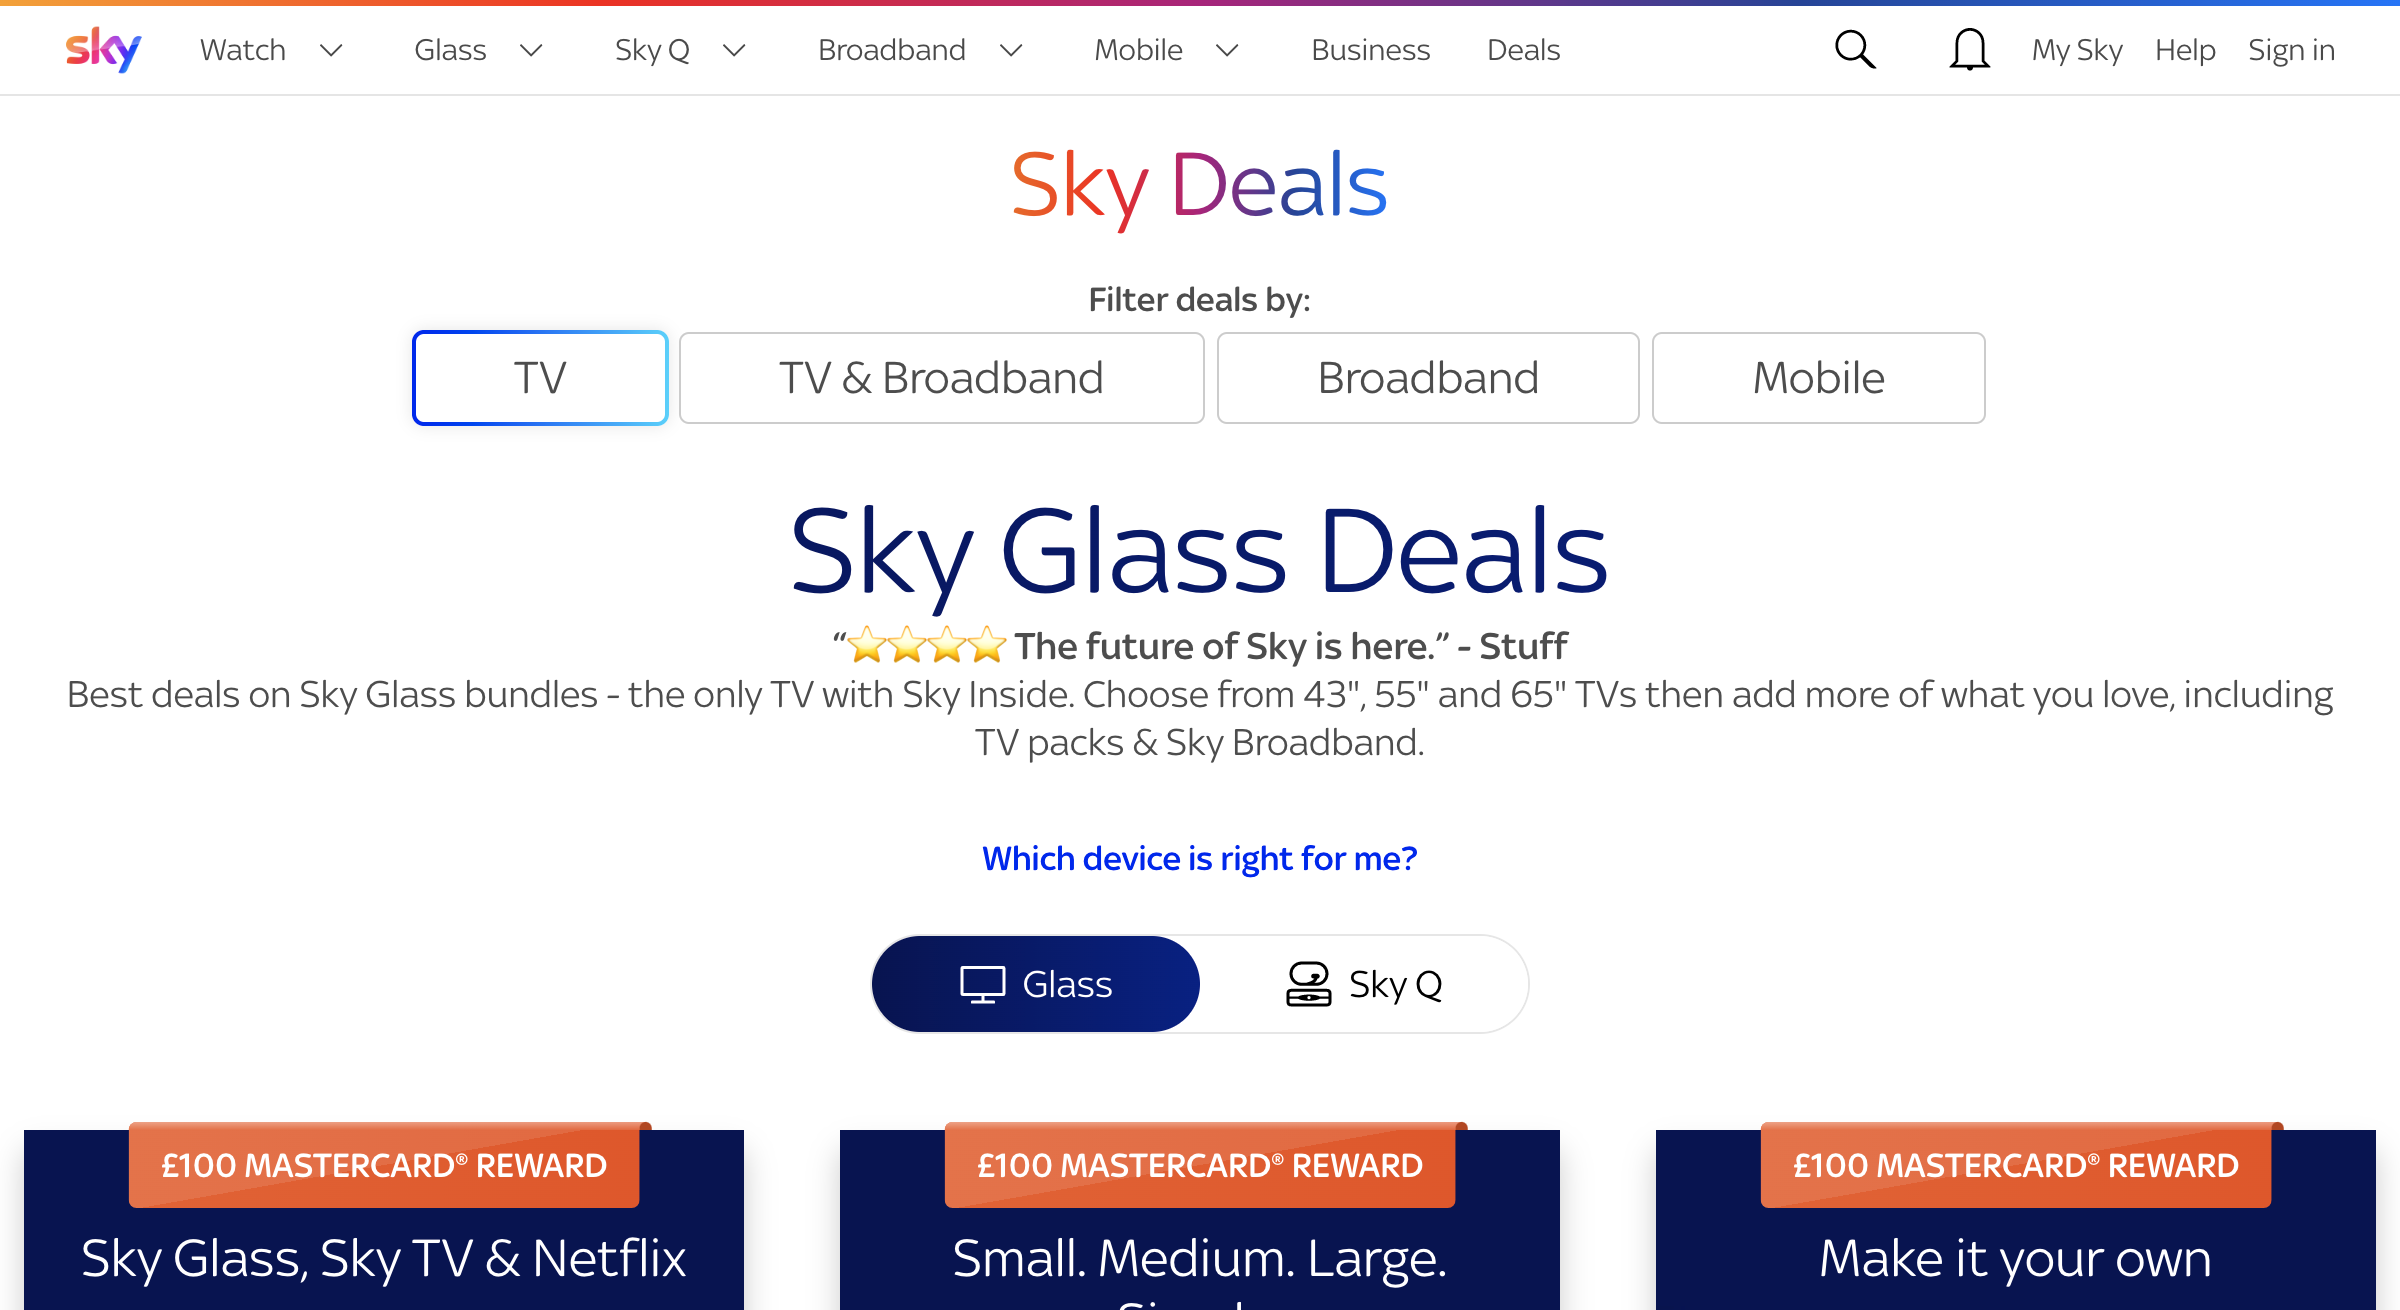 sky Watch Glass Sky Q Broadband Mobile Business Deals My Sky Help Sign in
Sky Deals
Filter deals by:
TV TV & Broadband Broadband Mobile
Sky Glass Deals
“⭐⭐⭐⭐ The future of Sky is here.” - Stuff
Best deals on Sky Glass bundles - the only TV with Sky Inside. Choose from 43", 55" and 65" TVs then add more of what you love, including
TV packs & Sky Broadband.
Which device is right for me?
Glass Sky Q
£100 MASTERCARD® REWARD £100 MASTERCARD® REWARD £100 MASTERCARD® REWARD
Sky Glass, Sky TV & Netflix Small. Medium. Large. Make it your own